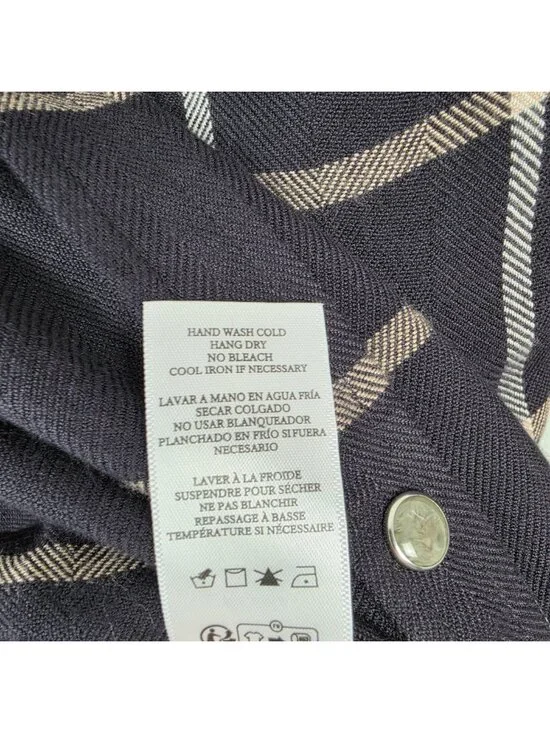 HAND WASH COLD
HANG DRY
NO BLEACH
COOL IRON IF NECESSARY
LAVAR A MANO EN AGUA FRÍA
SECAR COLGADO
NO USAR BLANQUEADOR
PLANCHADO EN FRÍO SI FUERA
NECESARIO
LAVER À LA FROIDE
SUSPENDRE POUR SÉCHER
NE PAS BLANCHIR
REPASSAGE À BASSE
TEMPÉRATURE SI NÉCESSAIRE